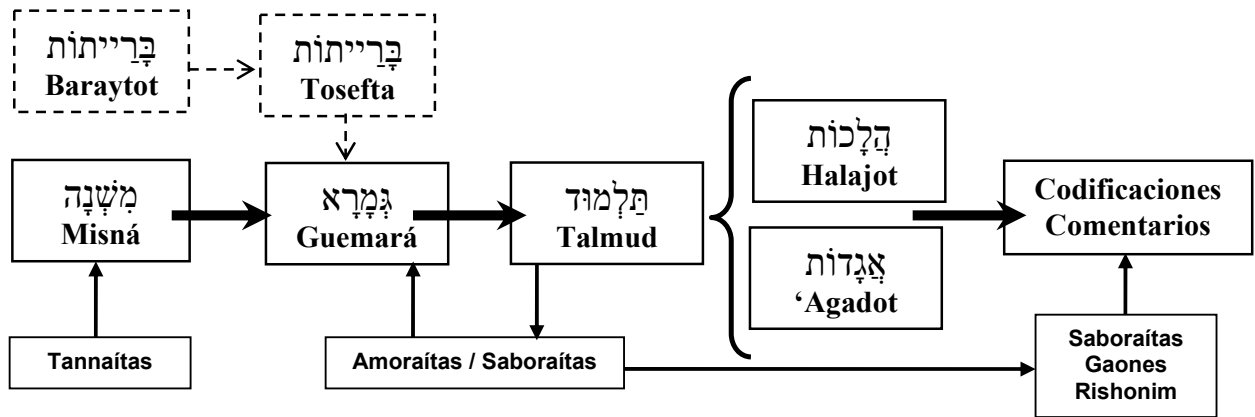 בָּרַייתוֹת
Baraytot
בָּרַייתוֹת
Tosefta
מִשְׁנָה
Misná
גְּמָרָא
Guemará
תַּלְמוּד
Talmud
הֲלָכוֹת
Halajot
אֲגָדוֹת
‘Agadot
Codificaciones
Comentarios
Tannaítas
Amoraítas / Saboraítas
Saboraítas
Gaones
Rishonim